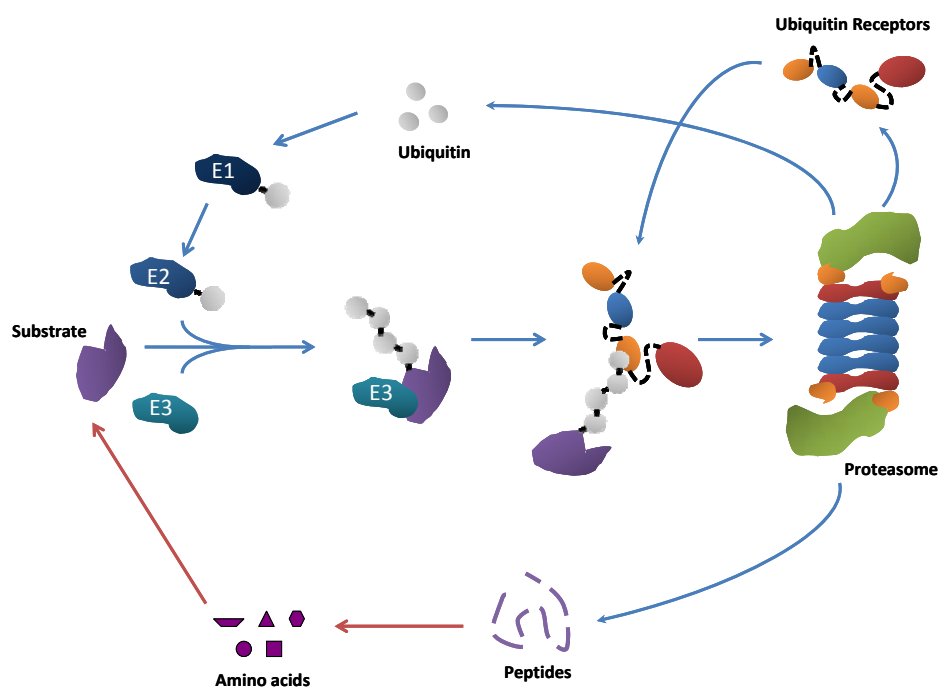 Ubiquitin Receptors
Ubiquitin
E1
E2
Substrate
E3
E3
Proteasome
Peptides
Amino acids